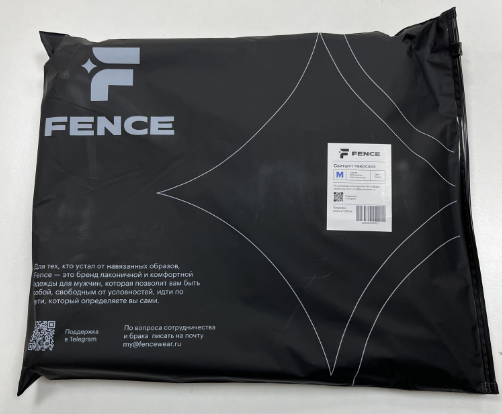 FENCE
FENCE
Свитшот тенсосила
M
Для тех, кто устал от навязанных образов,
Fence — это бренд лаконичной и комфортной
одежды для мужчин, которая позволит вам быть
собой, свободным от условностей, идти по
пути, который определяете вы сами.
Поддержка
в Telegram
По вопроса сотрудничества
и брака писать на почту
my@fencewear.ru